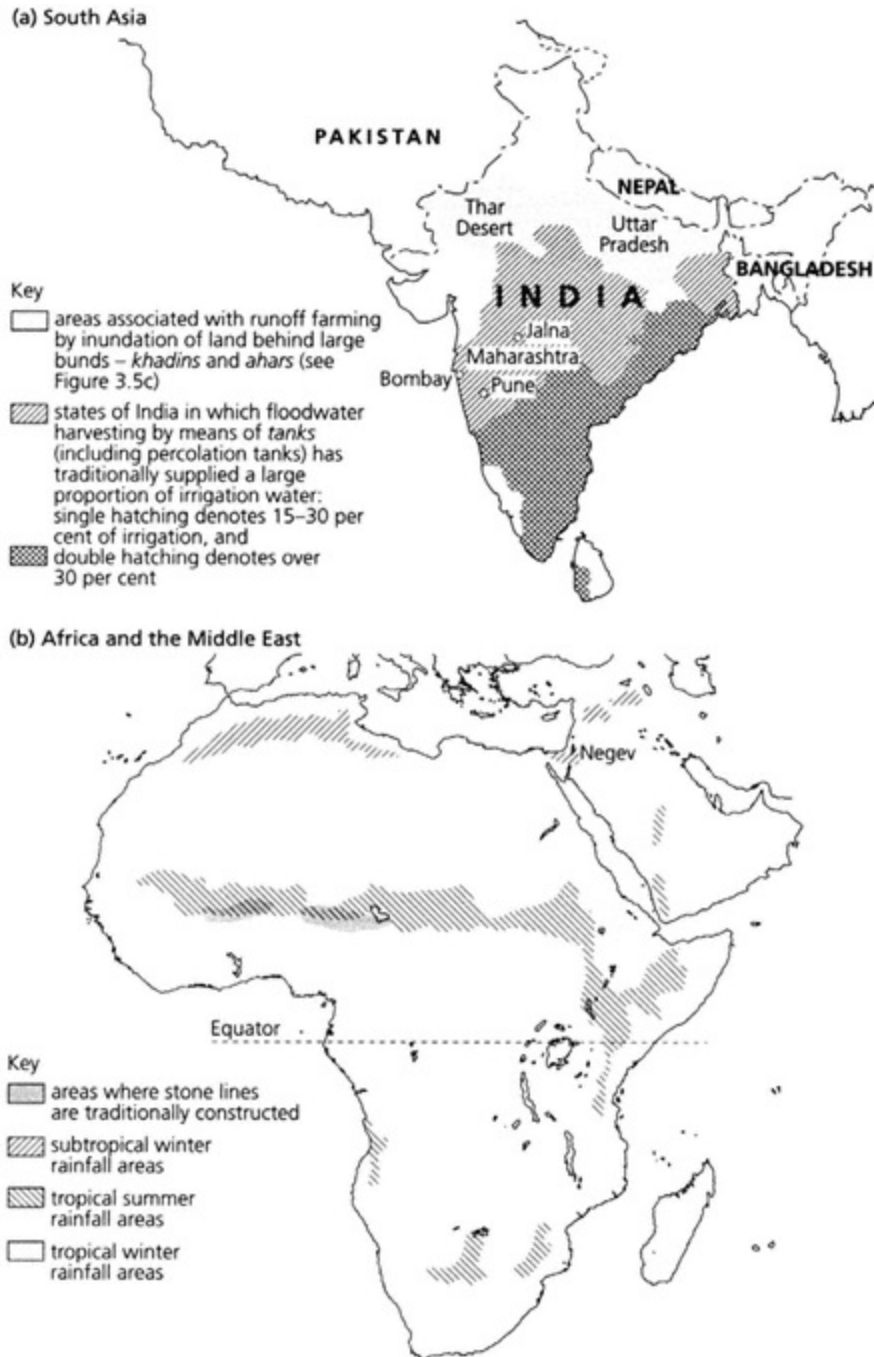 (a) South Asia
PAKISTAN
NEPAL
Thar
Desert
Uttar
Pradesh
BANGLADESH
INDIA
Jalna
Maharashtra
Bombay
Pune
Key
areas associated with runoff farming
by inundation of land behind large
bunds – khadins and ahars (see
Figure 3.5c)
states of India in which floodwater
harvesting by means of tanks
(including percolation tanks) has
traditionally supplied a large
proportion of irrigation water:
single hatching denotes 15–30 per
cent of irrigation, and
double hatching denotes over
30 per cent
(b) Africa and the Middle East
Negev
Equator
Key
areas where stone lines
are traditionally constructed
subtropical winter
rainfall areas
tropical summer
rainfall areas
tropical winter
rainfall areas